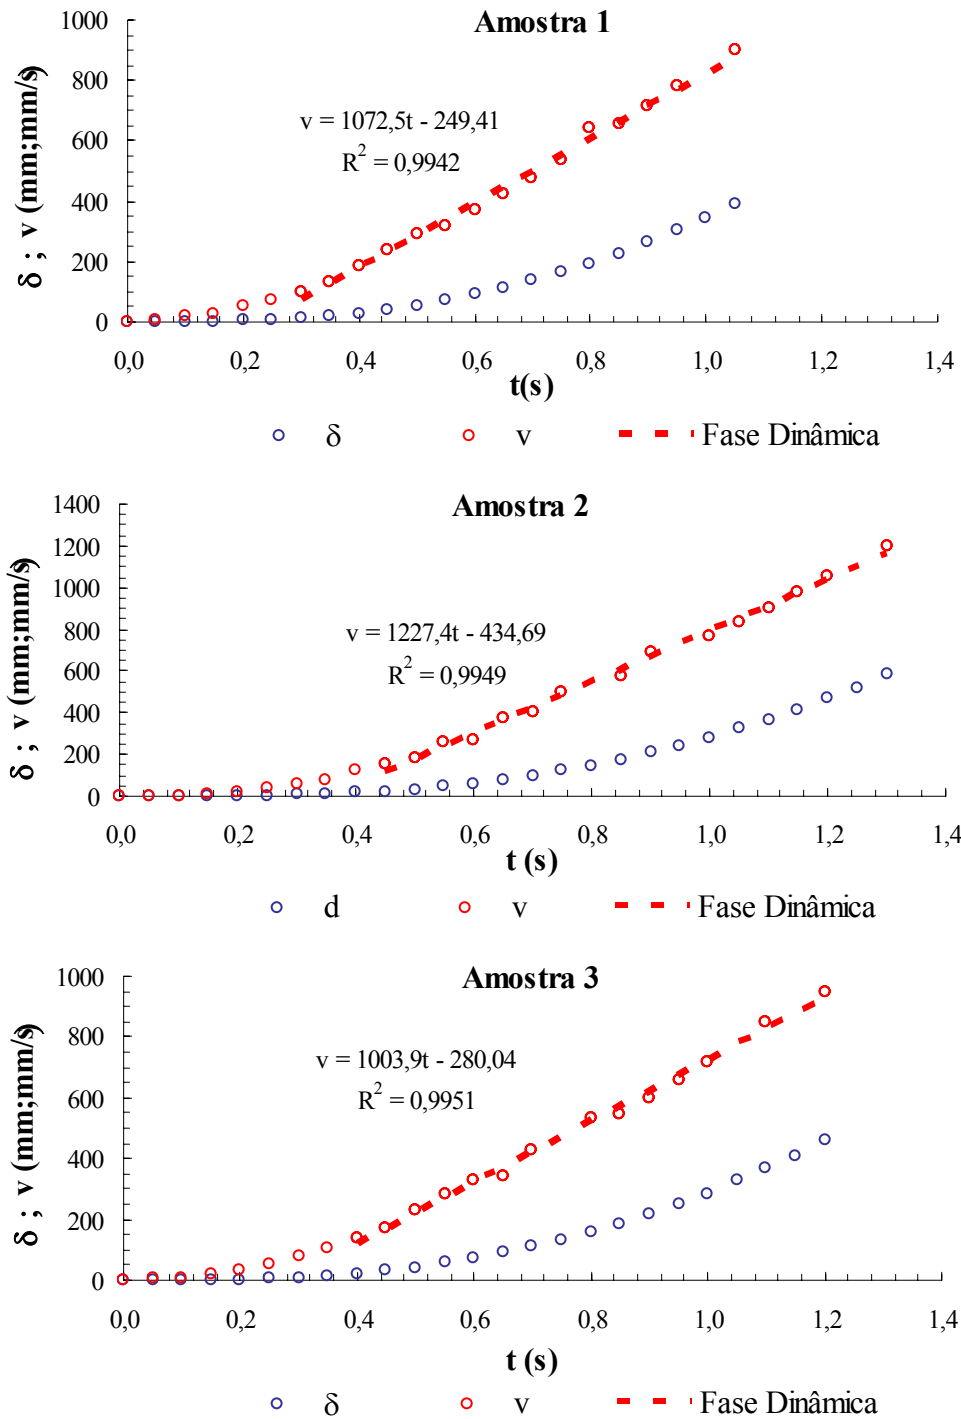 Amostra 1
1000
800
600
400
200
0
δ ; v (mm;mm/s)
v = 1072,5t - 249,41
R² = 0,9942
0,0 0,2 0,4 0,6 0,8 1,0 1,2 1,4
t(s)
δ v Fase Dinâmica
Amostra 2
1400
1200
1000
800
600
400
200
0
δ ; v (mm;mm/s)
v = 1227,4t - 434,69
R² = 0,9949
0,0 0,2 0,4 0,6 0,8 1,0 1,2 1,4
t (s)
d v Fase Dinâmica
Amostra 3
1000
800
600
400
200
0
δ ; v (mm;mm/s)
v = 1003,9t - 280,04
R² = 0,9951
0,0 0,2 0,4 0,6 0,8 1,0 1,2 1,4
t (s)
δ v Fase Dinâmica